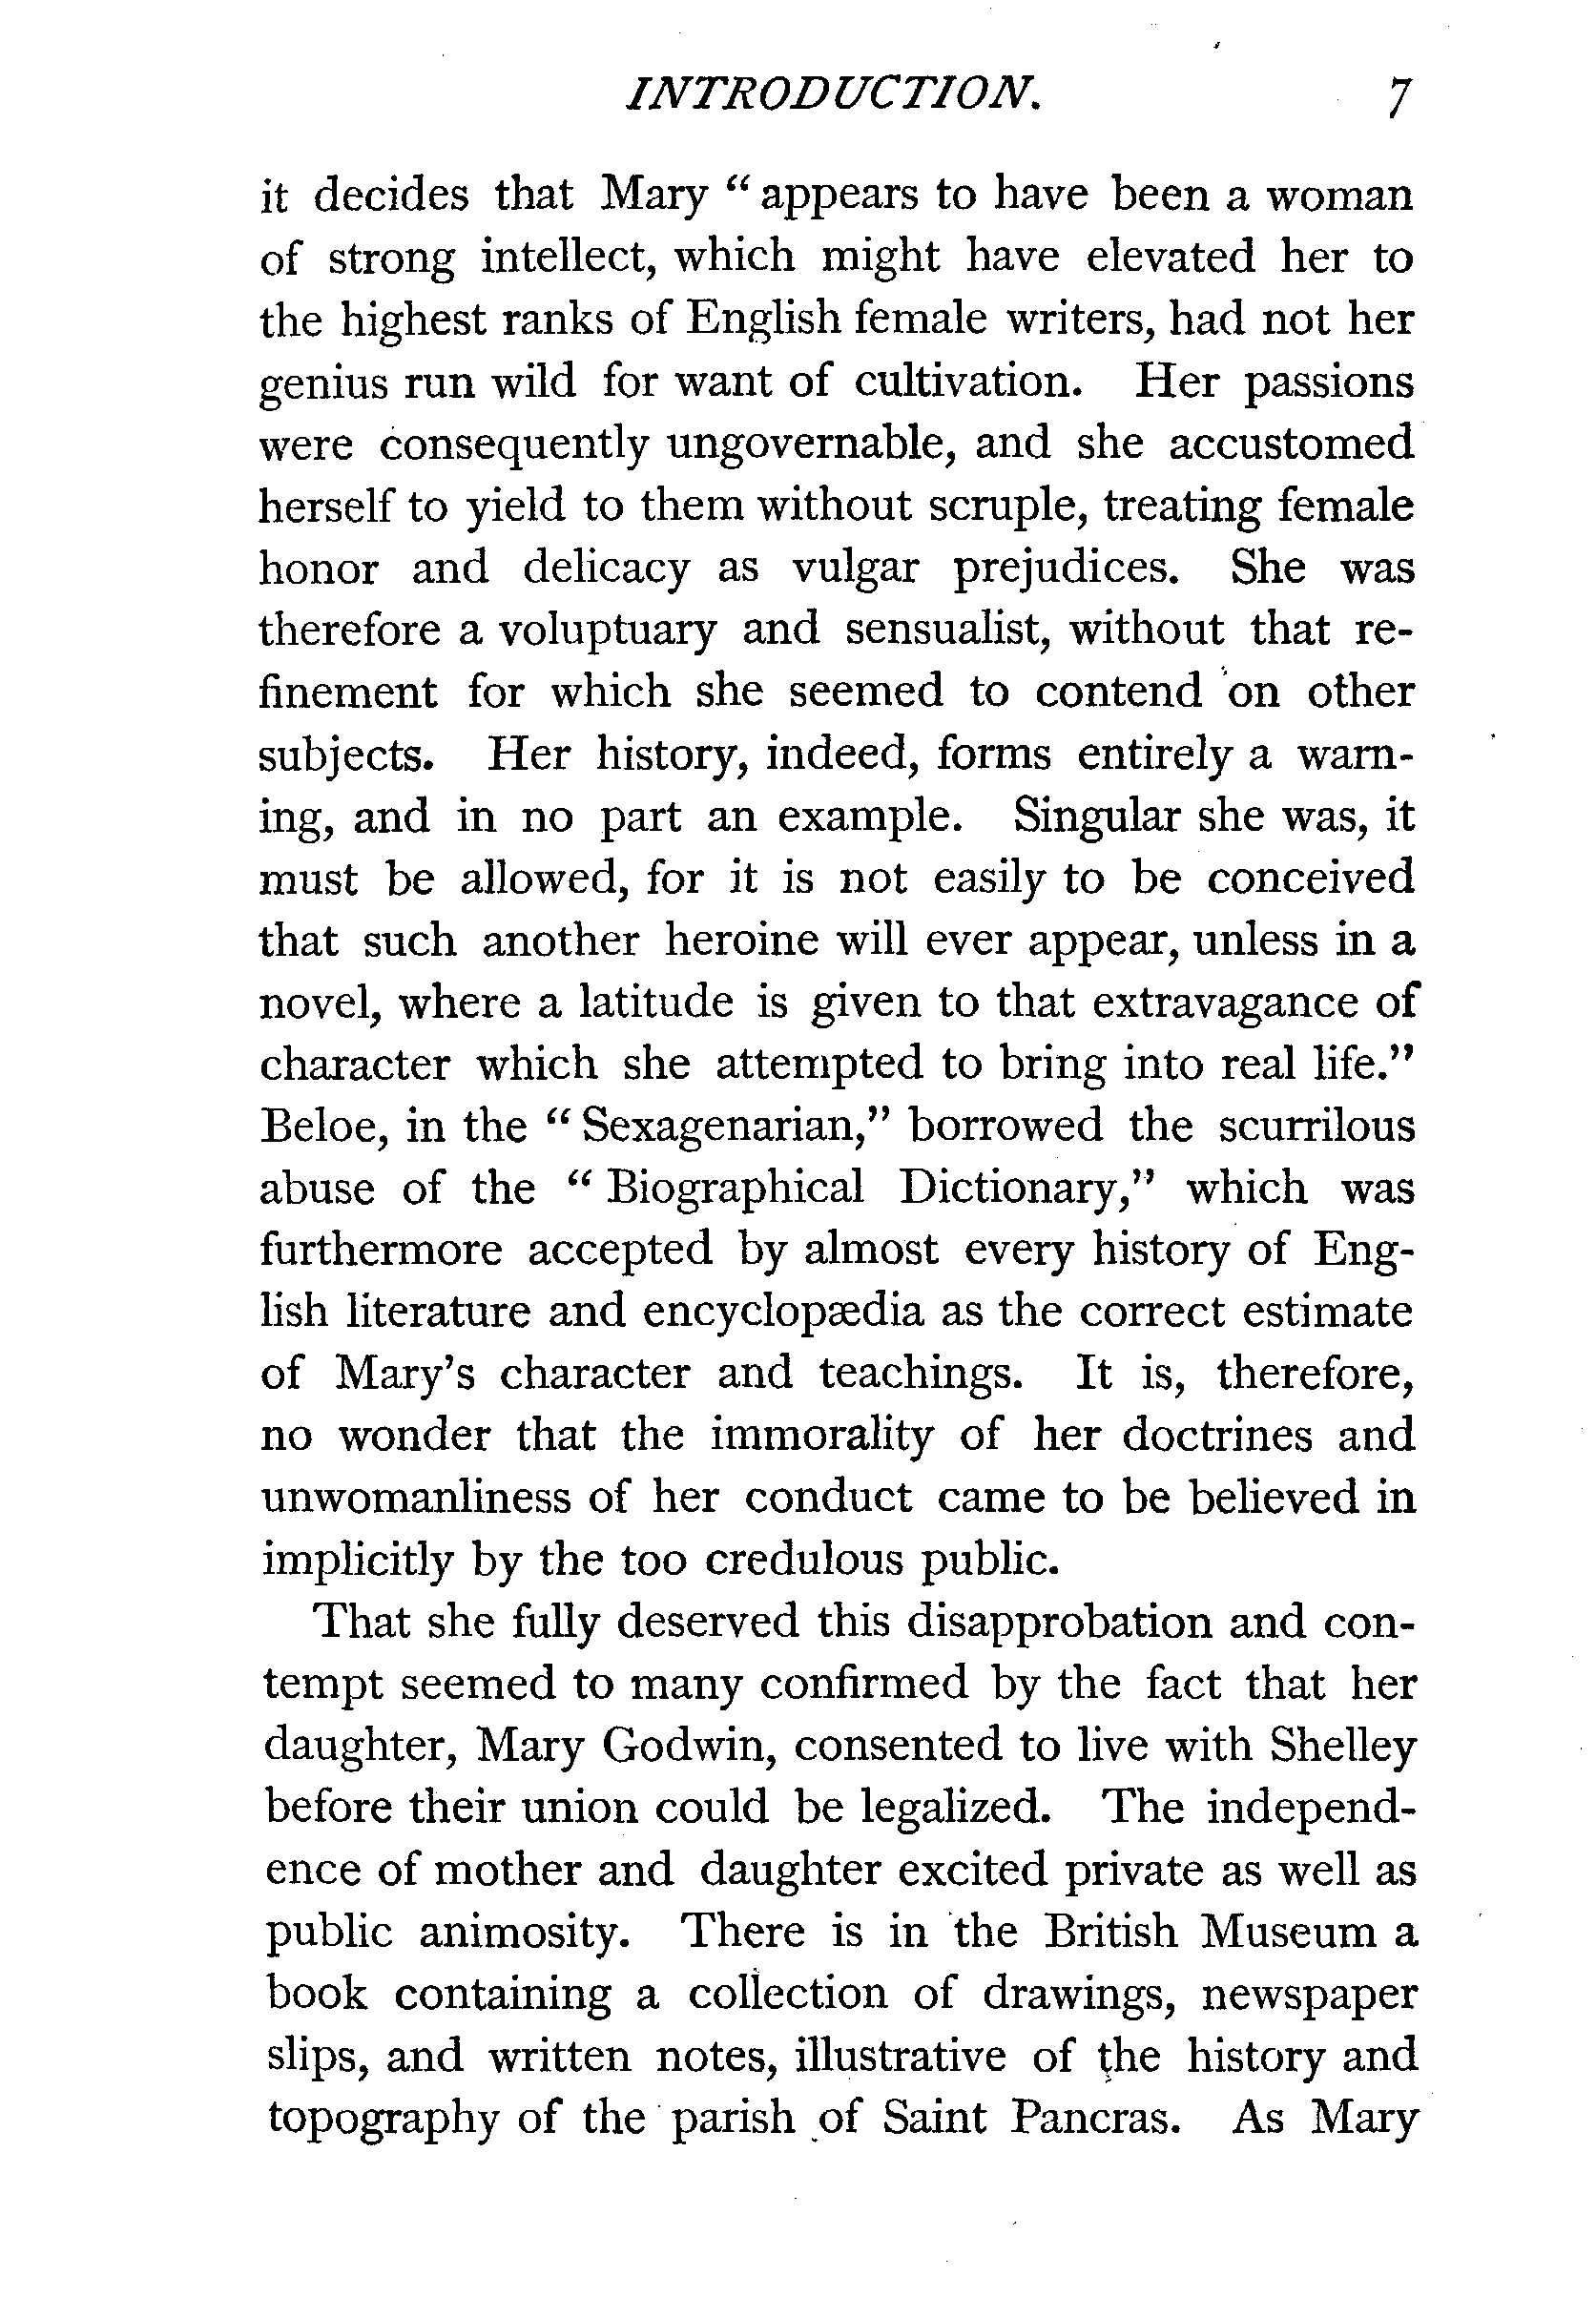 INTRODUCTION. 7
it decides that Mary “ appears to have been a woman
of strong intellect, which might have elevated her to
the highest ranks of English female writers, had not her
genius run wild for want of cultivation. Her passions
were consequently ungovernable, and she accustomed
herself to yield to them without scruple, treating female
honor and delicacy as vulgar prejudices. She was
therefore a voluptuary and sensualist, without that re-
finement for which she seemed to contend on other
subjects. Her history, indeed, forms entirely a warn-
ing, and in no part an example. Singular she was, it
must be allowed, for it is not easily to be conceived
that such another heroine will ever appear, unless in a
novel, where a latitude is given to that extravagance of
character which she attempted to bring into real life.”
Beloe, in the “ Sexagenarian,” borrowed the scurrilous
abuse of the “ Biographical Dictionary,” which was
furthermore accepted by almost every history of Eng-
lish literature and encyclopædia as the correct estimate
of Mary's character and teachings. It is, therefore,
no wonder that the immorality of her doctrines and
unwomanliness of her conduct came to be believed in
implicitly by the too credulous public.
That she fully deserved this disapprobation and con-
tempt seemed to many confirmed by the fact that her
daughter, Mary Godwin, consented to live with Shelley
before their union could be legalized. The independ-
ence of mother and daughter excited private as well as
public animosity. There is in the British Museum a
book containing a collection of drawings, newspaper
slips, and written notes, illustrative of the history and
topography of the parish of Saint Pancras. As Mary